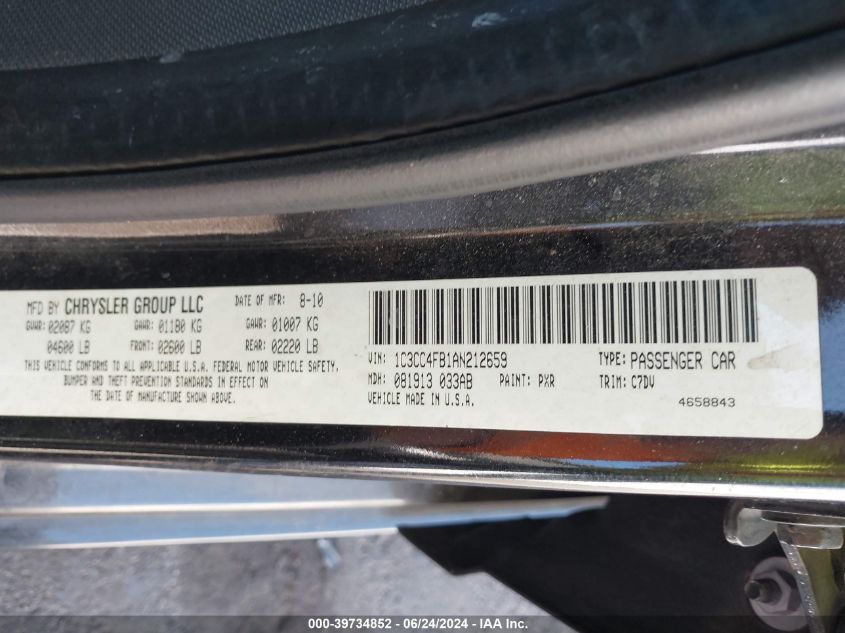 MFD BY CHRYSLER GROUP LLC DATE OF MFR: 8-10
GVWR: 02087 KG GAWR: 01180 KG GAWR: 01007 KG
04600 LB FRONT: 02600 LB REAR: 02220 LB
THIS VEHICLE CONFORMS TO ALL APPLICABLE U.S.A. FEDERAL MOTOR VEHICLE SAFETY,
BUMPER AND THEFT PREVENTION STANDARDS IN EFFECT ON
THE DATE OF MANUFACTURE SHOWN ABOVE.
VIN: 1C3CC4FB1AN212659 TYPE: PASSENGER CAR
MDH: 081913 033AB PAINT: PXR TRIM: C7DV
VEHICLE MADE IN U.S.A. 4658843
000-39734852 - 06/24/2024 - IAA Inc.